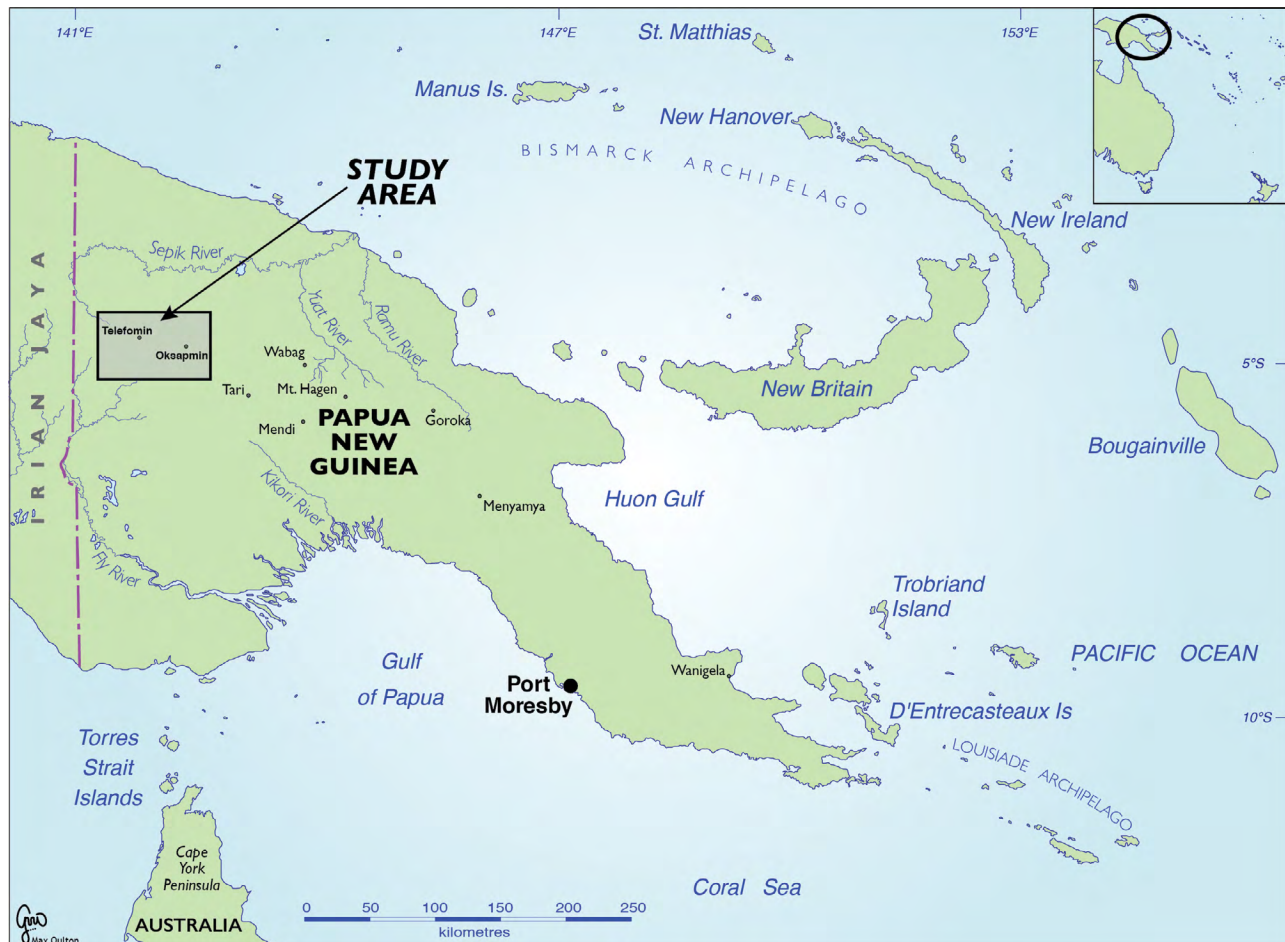 141°E
147°E
153°E
St. Matthias
Manus Is.
New Hanover
BISMARCK ARCHIPELAGO
STUDY
AREA
New Ireland
IRIAN JAYA
Sepik River
Yuat River
Ramu River
Telefomin
Oksapmin
Wabag
Tari
Mt. Hagen
Mendi
Goroka
PAPUA
NEW
GUINEA
5°S
New Britain
Bougainville
Kikori River
Menyamya
Huon Gulf
Fly River
Trobriand
Island
Gulf
of Papua
Wanigela
PACIFIC OCEAN
Port
Moresby
D'Entrecasteaux Is
10°S
LOUISIADE ARCHIPELAGO
Torres
Strait
Islands
Cape
York
Peninsula
AUSTRALIA
Coral Sea
0 50 100 150 200 250
kilometres
Max Oulton